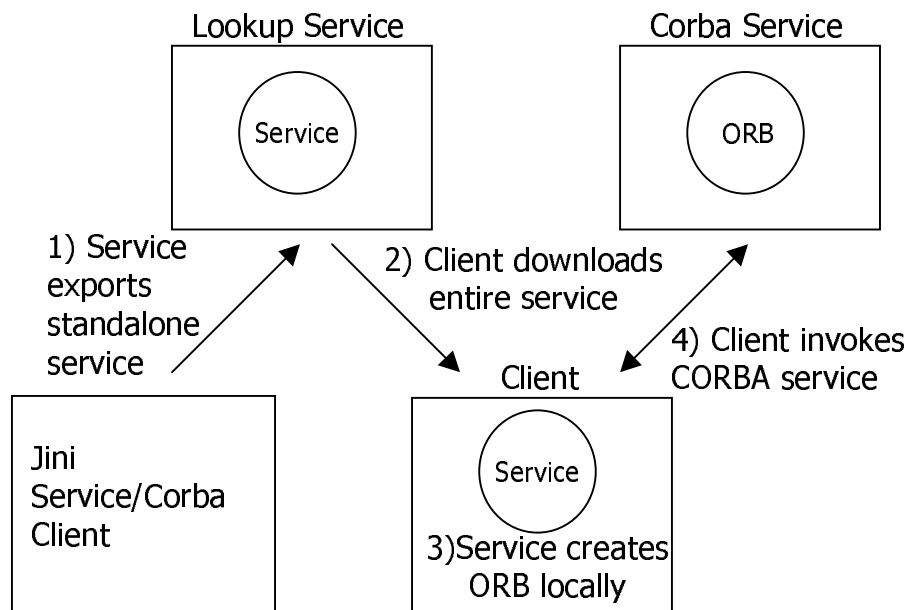 Lookup Service
Corba Service
Service
ORB
1) Service
exports
standalone
service
2) Client downloads
entire service
4) Client invokes
CORBA service
Client
Jini
Service/Corba
Client
Service
3)Service creates
ORB locally